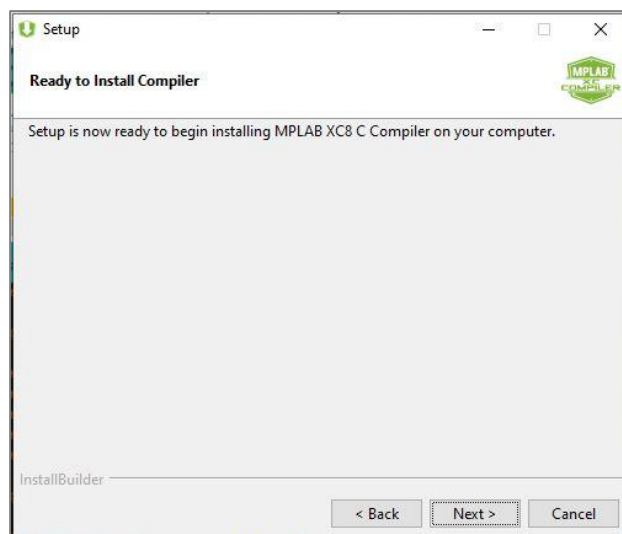 Setup
Ready to Install Compiler
MPLAB
XC
COMPILER
Setup is now ready to begin installing MPLAB XC8 C Compiler on your computer.
InstallBuilder
< Back
Next >
Cancel